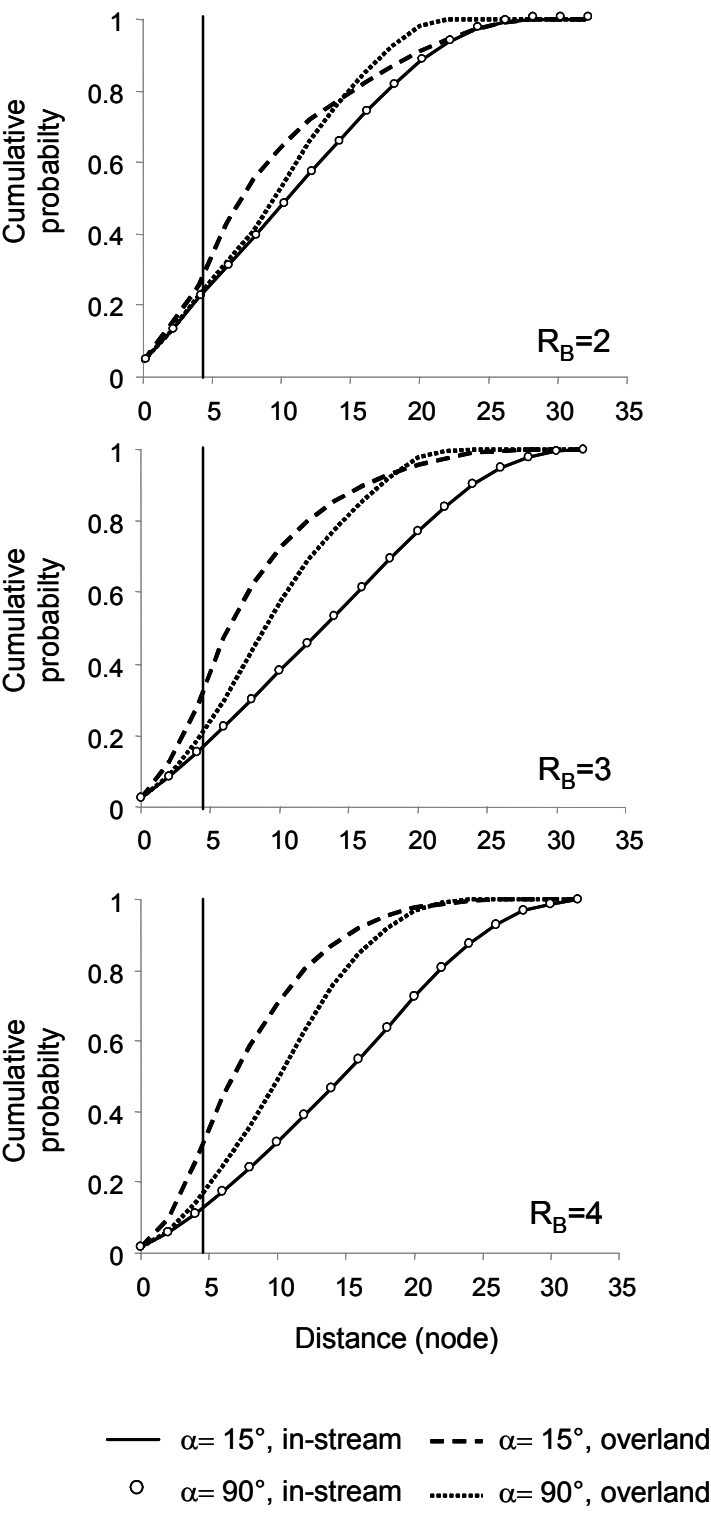 1
0.8
0.6
0.4
0.2
0
Cumulative
probabilty
R_B=2
0 5 10 15 20 25 30 35
1
0.8
0.6
0.4
0.2
0
Cumulative
probabilty
R_B=3
0 5 10 15 20 25 30 35
1
0.8
0.6
0.4
0.2
0
Cumulative
probabilty
R_B=4
0 5 10 15 20 25 30 35
Distance (node)
α= 15°, in-stream α= 15°, overland
α= 90°, in-stream α= 90°, overland